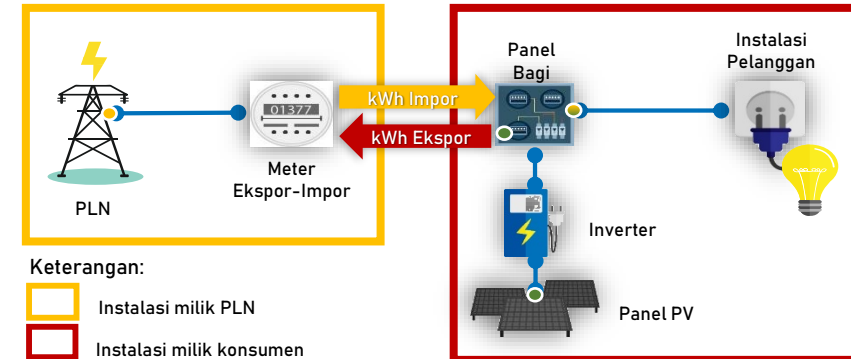 PLN
01377
Meter
Ekspor-Impor
kWh Impor
kWh Ekspor
Panel
Bagi
Instalasi
Pelanggan
Inverter
Panel PV
Keterangan:
Instalasi milik PLN
Instalasi milik konsumen